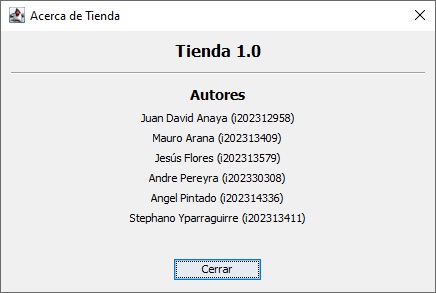 Acerca de Tienda
Tienda 1.0
Autores
Juan David Anaya (i202312958)
Mauro Arana (i202313409)
Jesús Flores (i202313579)
Andre Pereyra (i202330308)
Angel Pintado (i202314336)
Stephano Yparraguirre (i202313411)
Cerrar